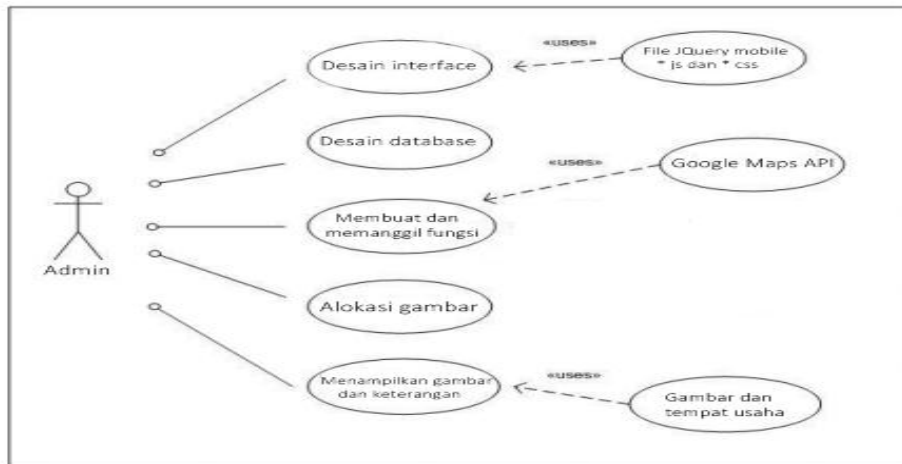 «uses»
Desain interface
File JQuery mobile
* js dan * css
Desain database
«uses»
Google Maps API
Membuat dan
memanggil fungsi
Admin
Alokasi gambar
Menampilkan gambar
dan keterangan
«uses»
Gambar dan
tempat usaha